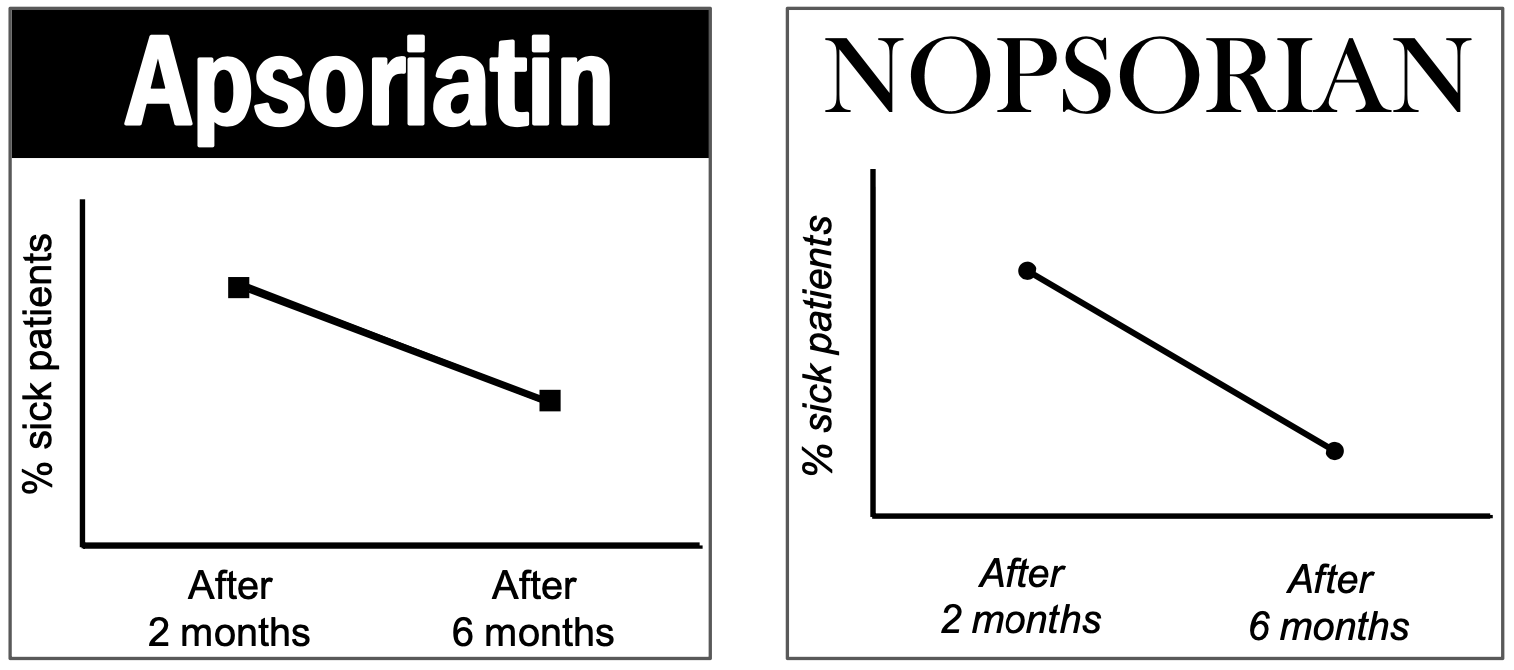 Apsoriatin
% sick patients
After
2 months
After
6 months
NOPSORIAN
% sick patients
After
2 months
After
6 months